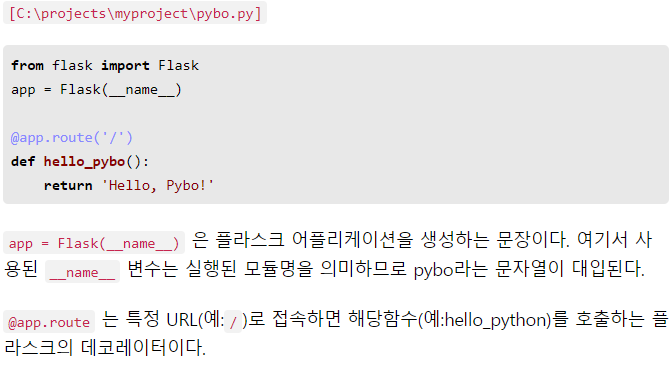 [C:\projects\myproject\pybo.py]
from flask import Flask
app = Flask(__name__)
@app.route('/')
def hello_pybo():
    return 'Hello, Pybo!'
app = Flask(__name__) 은 플라스크 어플리케이션을 생성하는 문장이다. 여기서 사
용된 __name__ 변수는 실행된 모듈명을 의미하므로 pybo라는 문자열이 대입된다.
@app.route 는 특정 URL(예: / )로 접속하면 해당함수(예:hello_python)를 호출하는 플
라스크의 데코레이터이다.